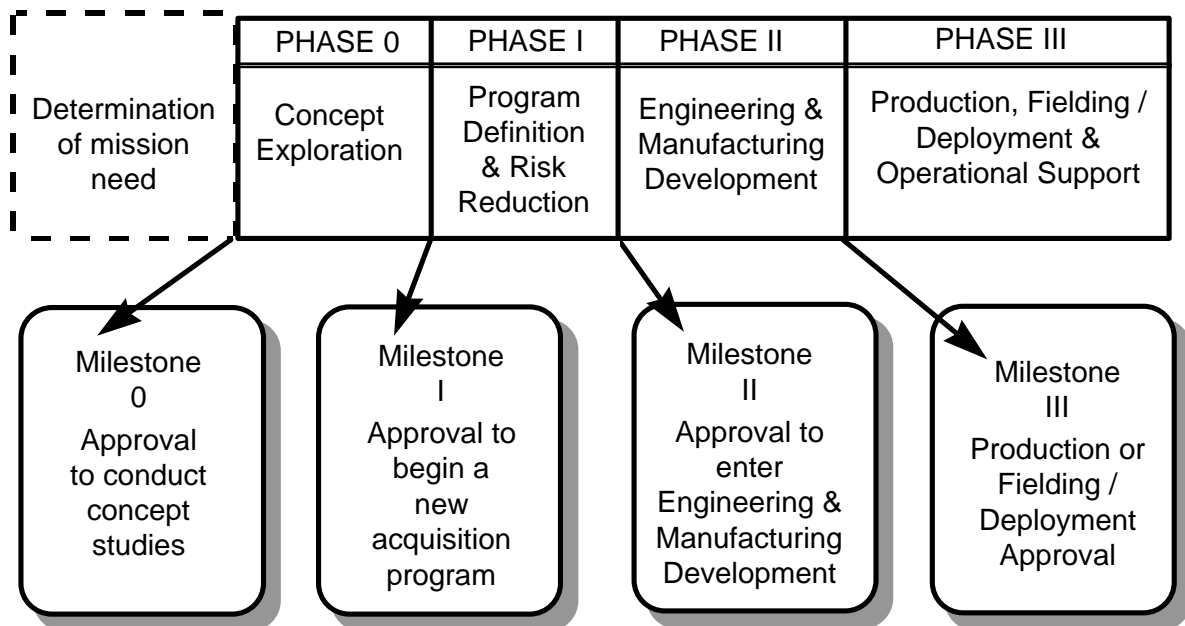 Determination
of mission
need
PHASE 0
Concept
Exploration
PHASE I
Program
Definition
& Risk
Reduction
PHASE II
Engineering &
Manufacturing
Development
PHASE III
Production, Fielding /
Deployment &
Operational Support
Milestone
0
Approval
to conduct
concept
studies
Milestone
I
Approval to
begin a
new
acquisition
program
Milestone
II
Approval to
enter
Engineering &
Manufacturing
Development
Milestone
III
Production or
Fielding /
Deployment
Approval